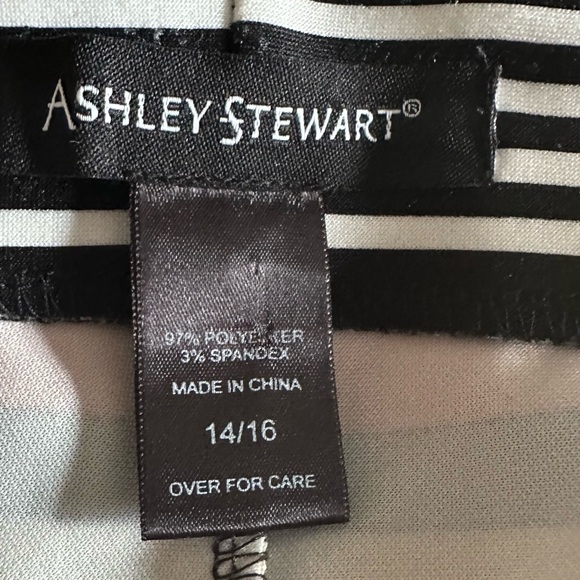 ASHLEY STEWART®
97% POLYESTER
3% SPANDEX
MADE IN CHINA
14/16
OVER FOR CARE